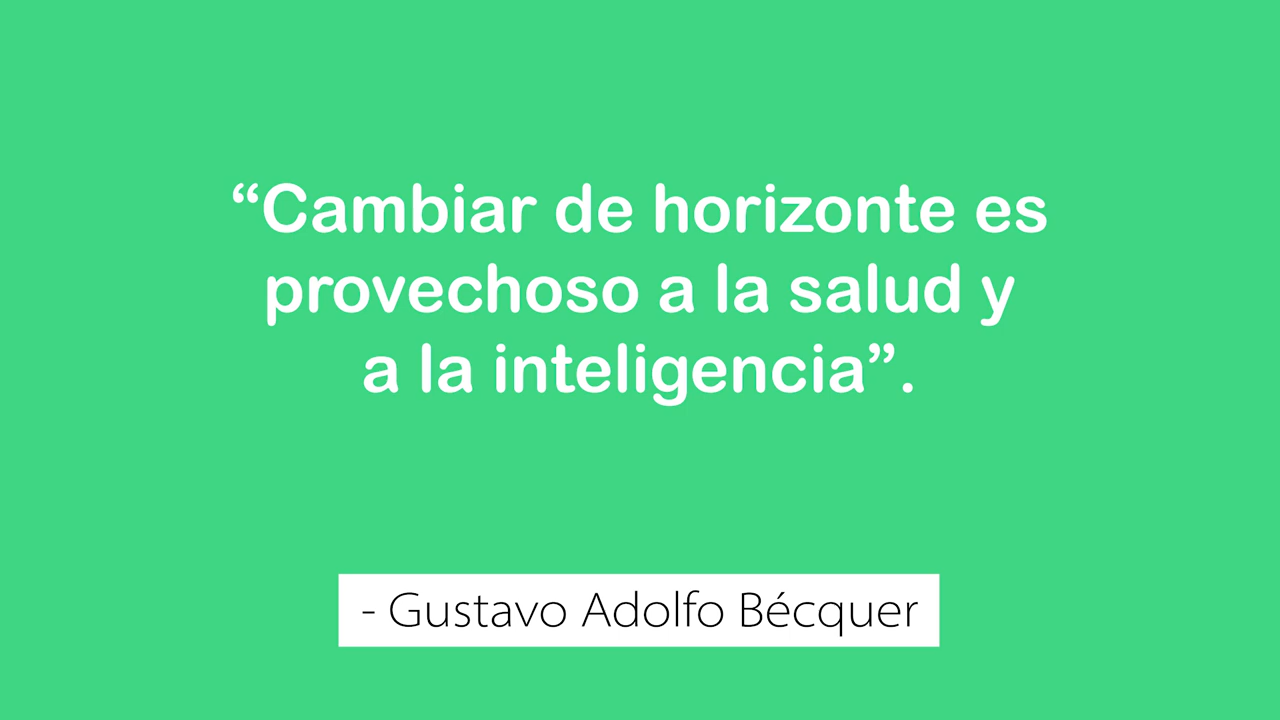 “Cambiar de horizonte es
provechoso a la salud y
a la inteligencia”.
- Gustavo Adolfo Bécquer